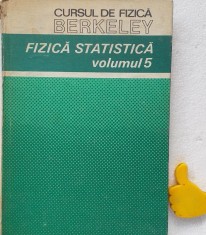 CURSUL DE FIZICĂ
BERKELEY
FIZICĂ STATISTICĂ
volumul 5